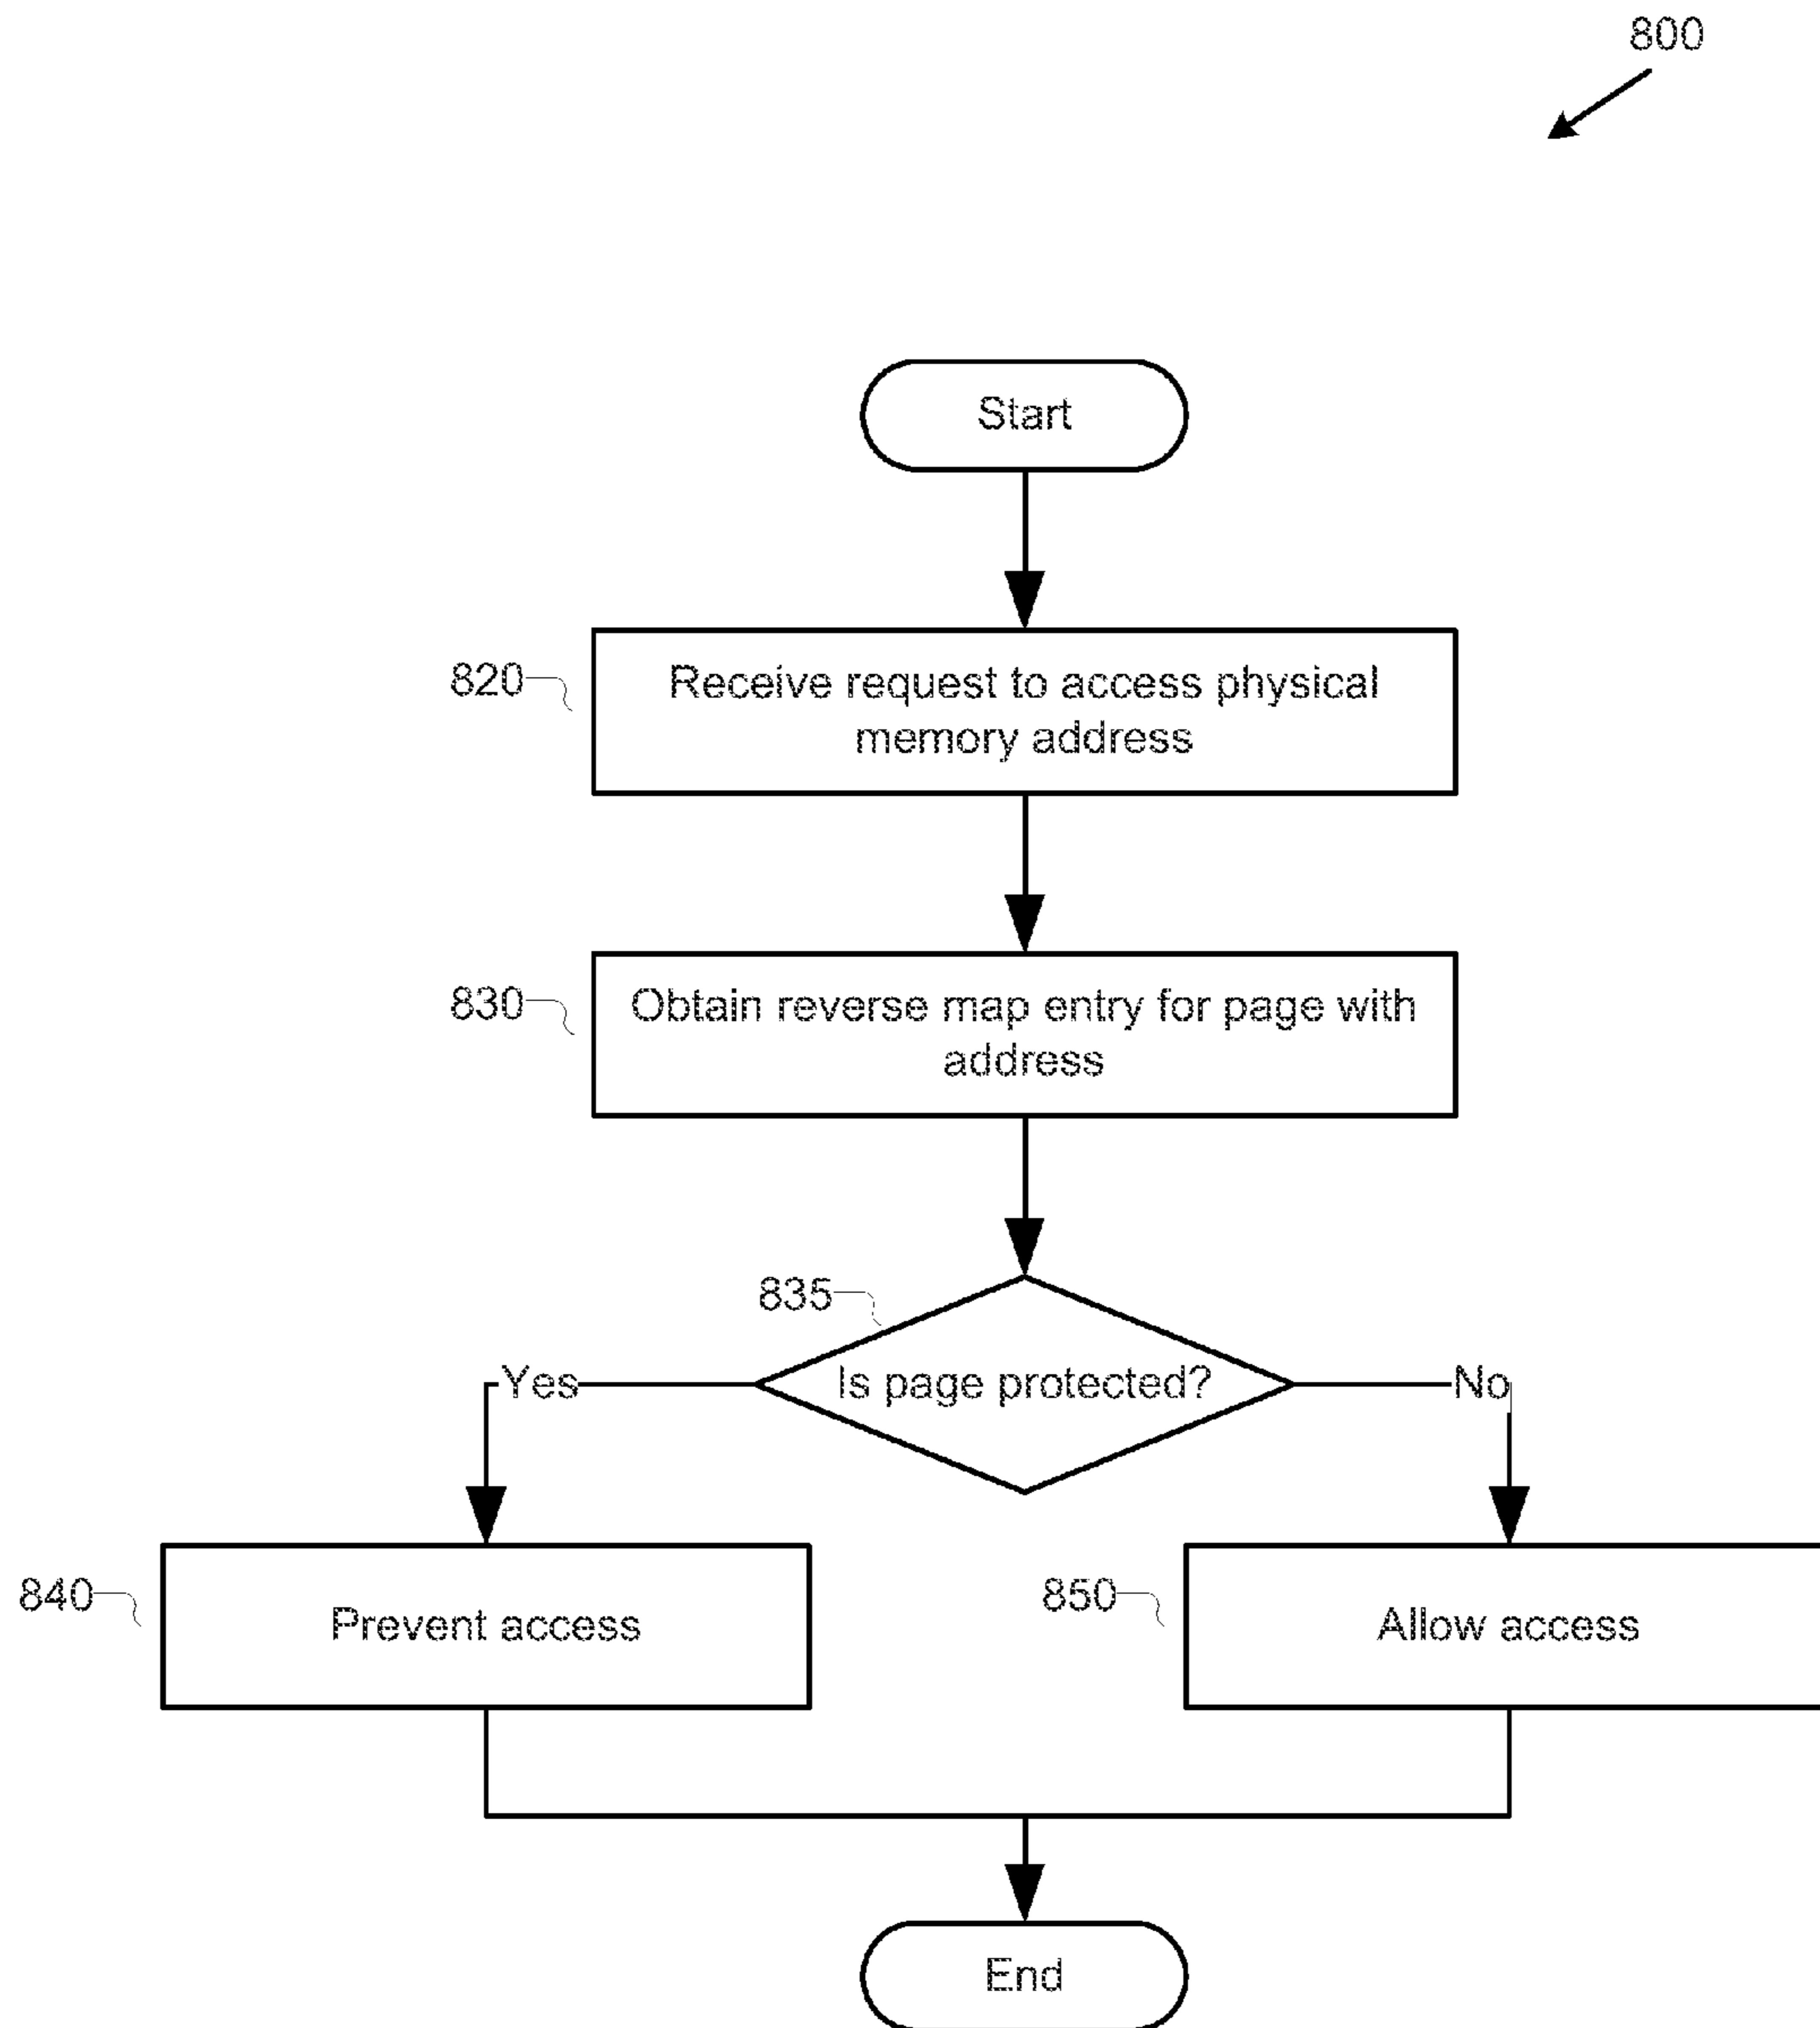 800
Start
820
Receive request to access physical
memory address
830
Obtain reverse map entry for page with
address
835
Yes
Is page protected?
No
840
Prevent access
850
Allow access
End